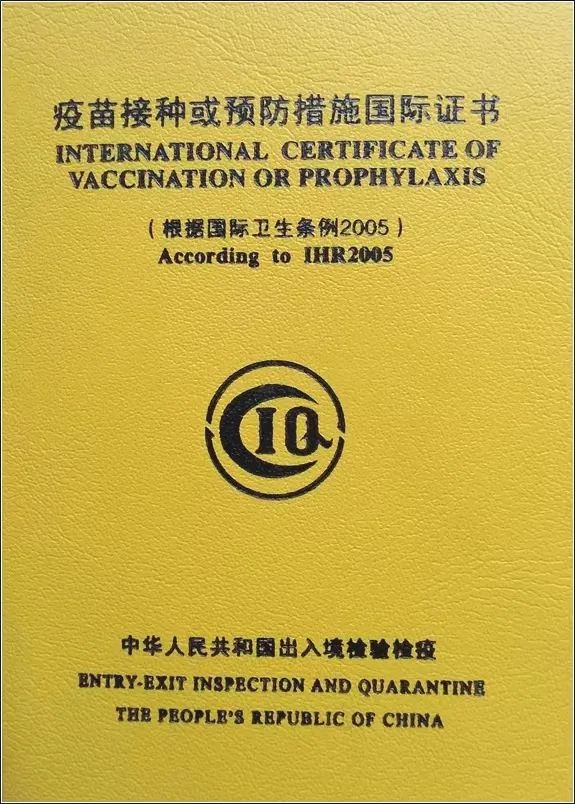 疫苗接种或预防措施国际证书
INTERNATIONAL CERTIFICATE OF
VACCINATION OR PROPHYLAXIS
（根据国际卫生条例2005）
According to IHR2005
CIQ
中华人民共和国出入境检验检疫
ENTRY-EXIT INSPECTION AND QUARANTINE
THE PEOPLE'S REPUBLIC OF CHINA